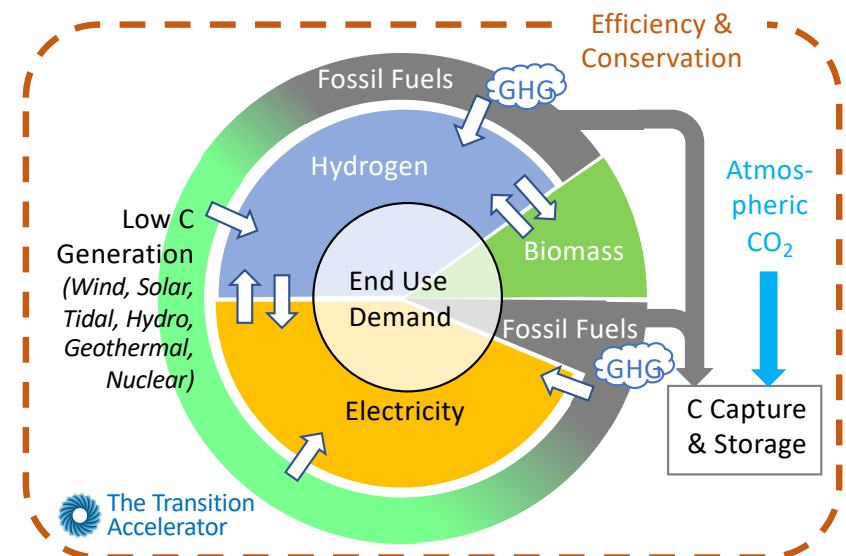 Efficiency &
Conservation
Fossil Fuels
GHG
Hydrogen
Atmos-
pheric
CO₂
Low C
Generation
(Wind, Solar,
Tidal, Hydro,
Geothermal,
Nuclear)
Biomass
End Use
Demand
Fossil Fuels
GHG
Electricity
C Capture
& Storage
The Transition
Accelerator